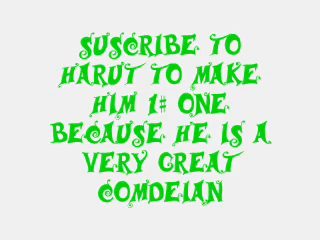 SUSCRIBE TO
HARUT TO MAKE
HIM 1# ONE
BECAUSE HE IS A
VERY GREAT
COMDEIAN